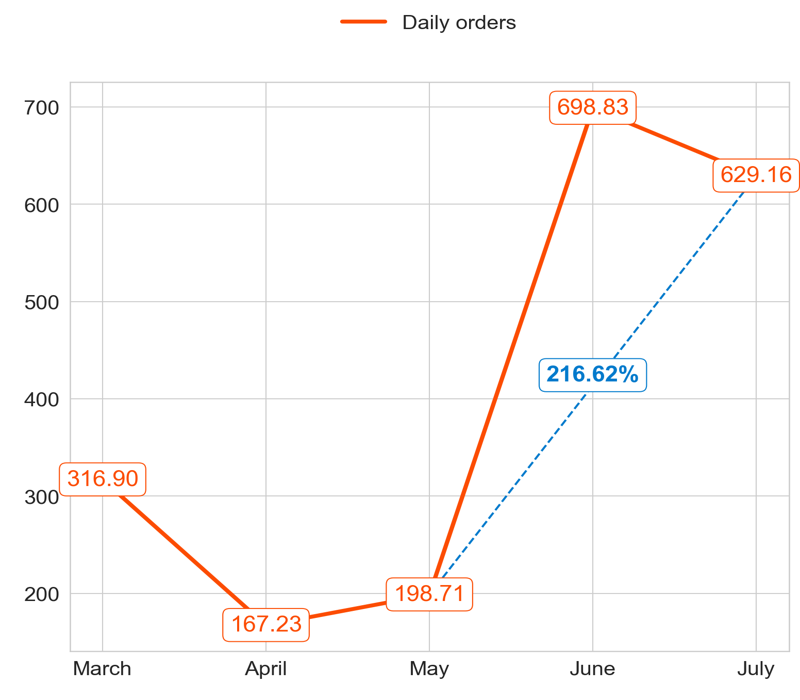 Daily orders
700
698.83
629.16
600
500
216.62%
400
316.90
300
200
198.71
167.23
March
April
May
June
July